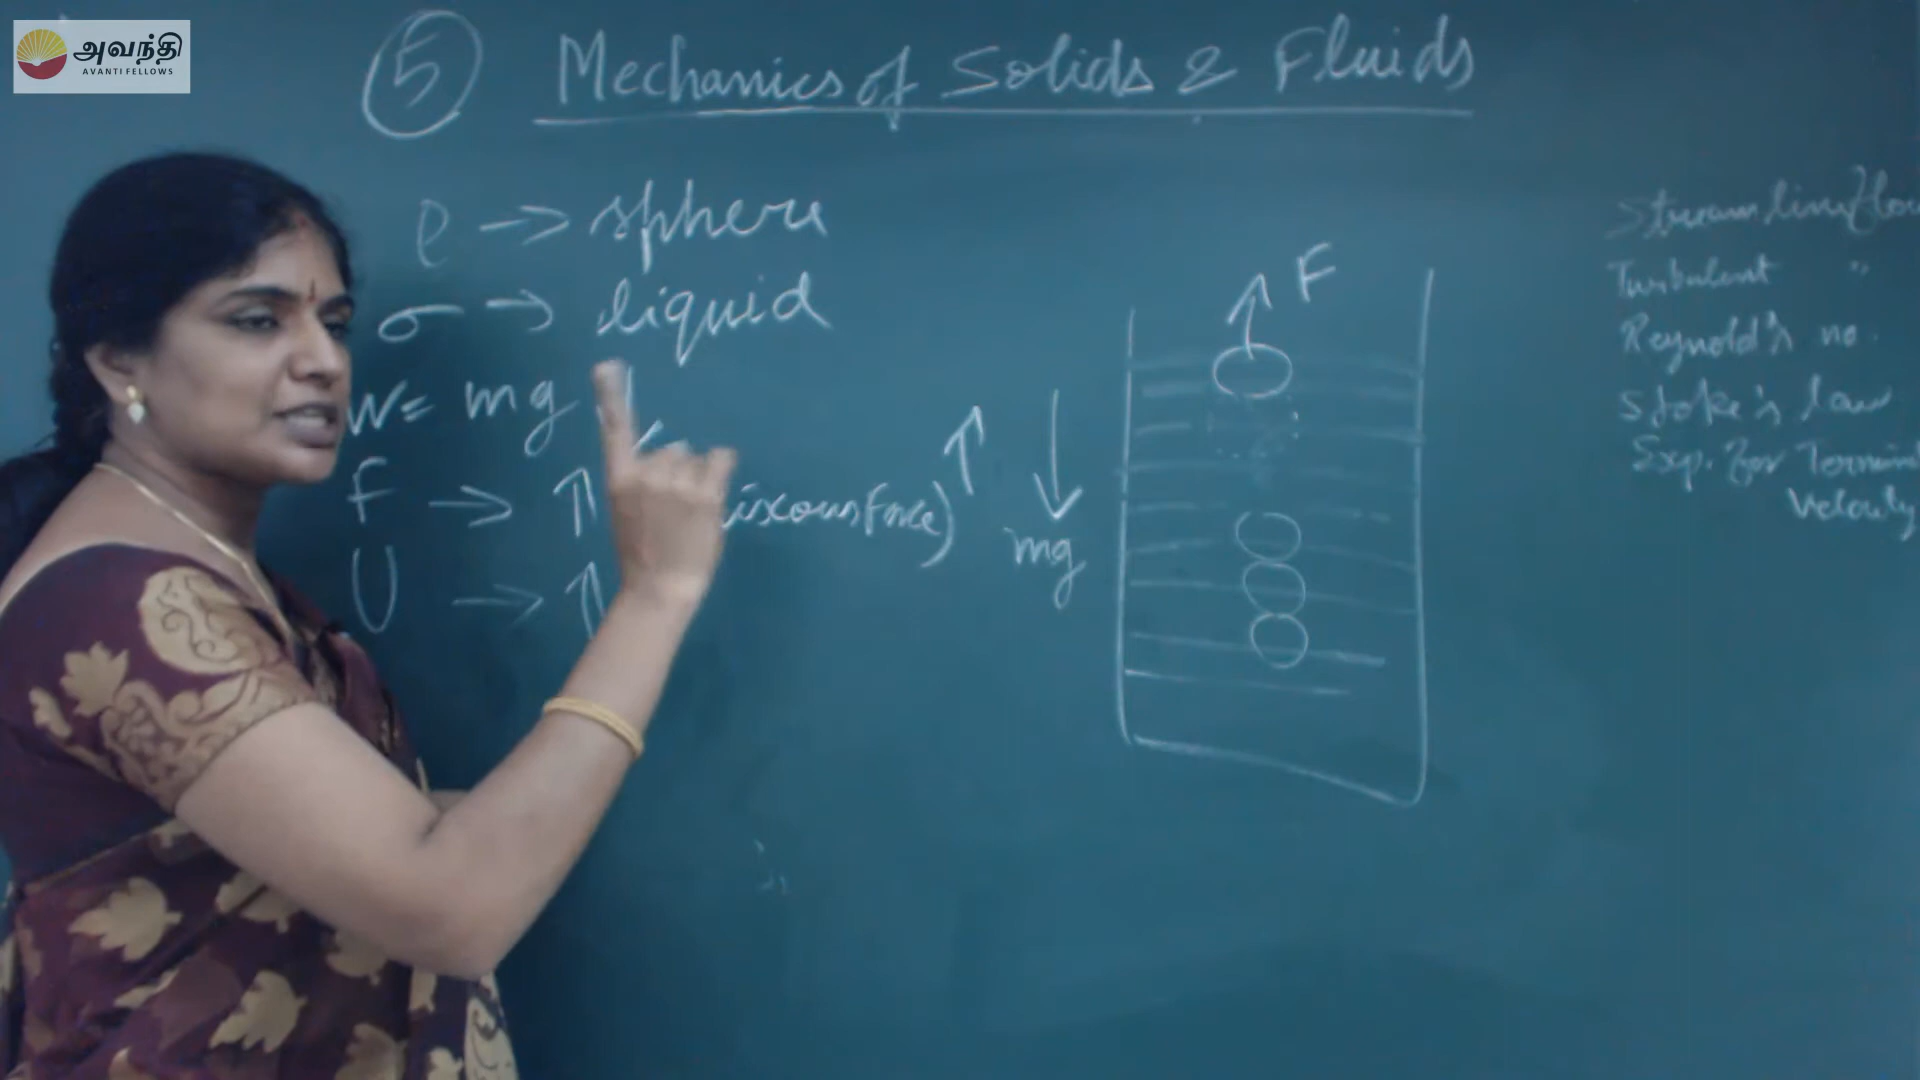 அவந்தி
AVANTI FELLOWS
5 Mechanics of Solids & Fluids
ρ → sphere
σ → liquid
W = mg ↓
F → ↑ viscous Force) ↑
U → ↑
F
mg
Streamline flow
Turbulent "
Reynold's no.
Stoke's law
Exp. for Terminal
Velocity